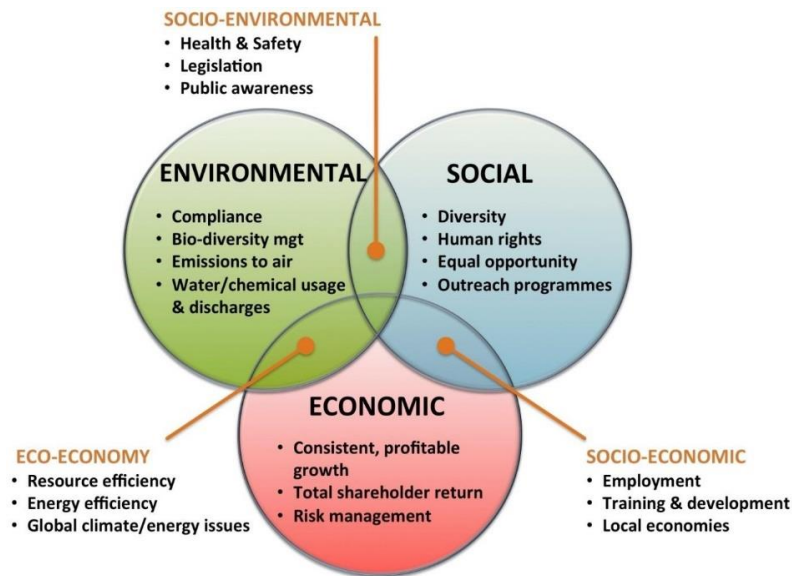 SOCIO-ENVIRONMENTAL
• Health & Safety
• Legislation
• Public awareness
ENVIRONMENTAL
• Compliance
• Bio-diversity mgt
• Emissions to air
• Water/chemical usage
& discharges
SOCIAL
• Diversity
• Human rights
• Equal opportunity
• Outreach programmes
ECONOMIC
• Consistent, profitable
growth
• Total shareholder return
• Risk management
ECO-ECONOMY
• Resource efficiency
• Energy efficiency
• Global climate/energy issues
SOCIO-ECONOMIC
• Employment
• Training & development
• Local economies